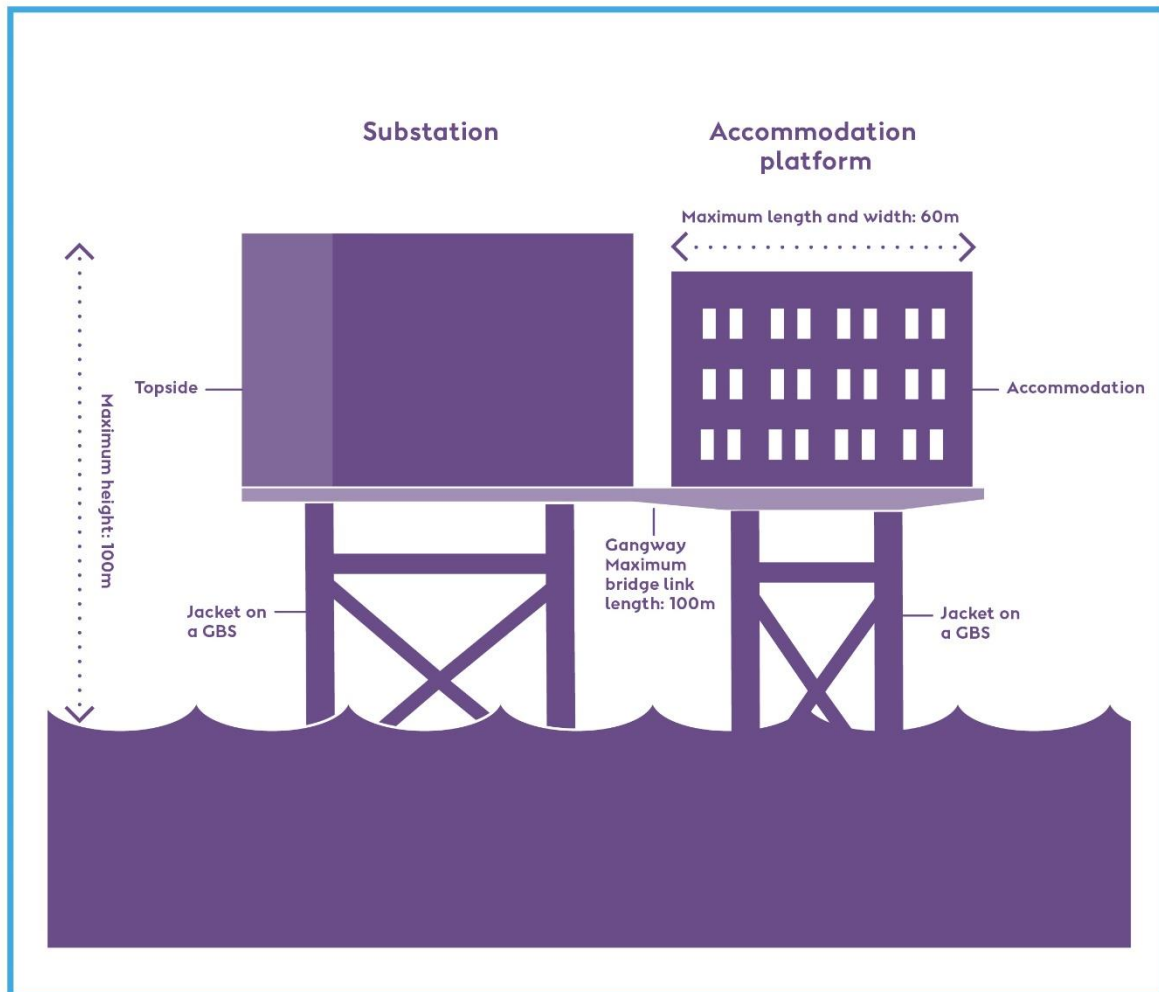 Substation
Accommodation
platform
Maximum length and width: 60m
Maximum height: 100m
Topside
Accommodation
Gangway
Maximum
bridge link
length: 100m
Jacket on
a GBS
Jacket on
a GBS